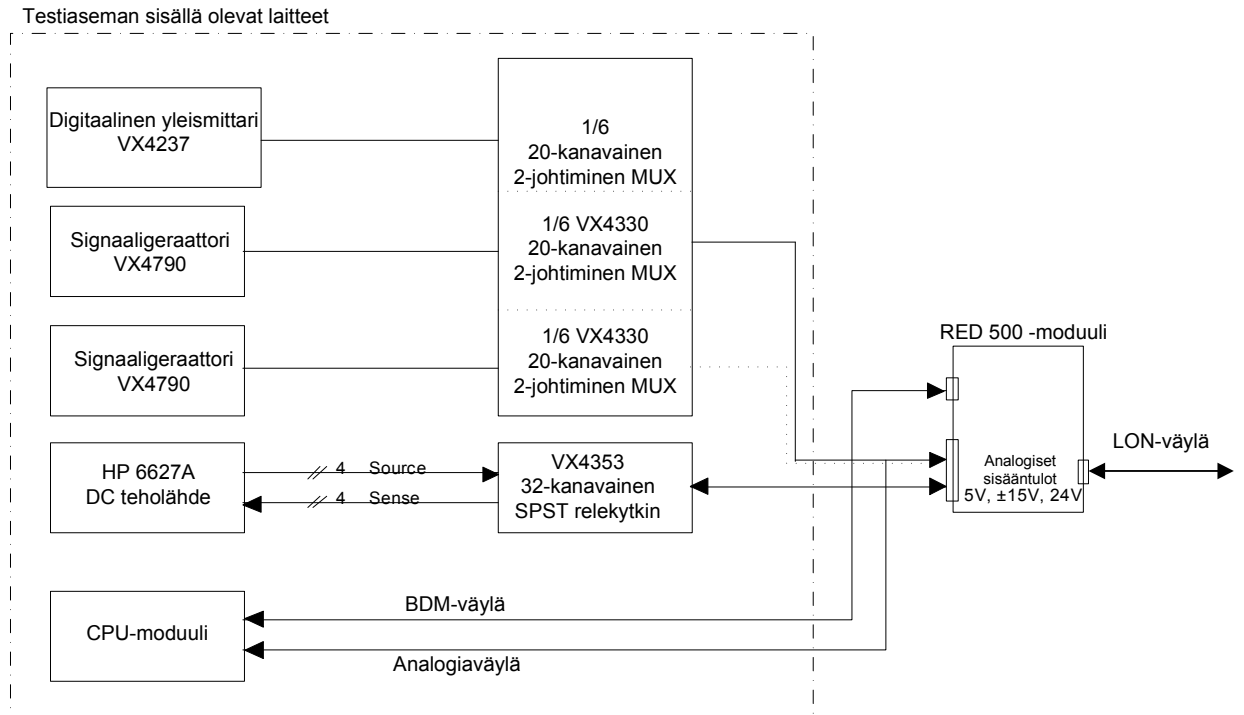 Testiaseman sisällä olevat laitteet
Digitaalinen yleismittari
VX4237
1/6
20-kanavainen
2-johtiminen MUX
Signaaligeraattori
VX4790
1/6 VX4330
20-kanavainen
2-johtiminen MUX
Signaaligeraattori
VX4790
1/6 VX4330
20-kanavainen
2-johtiminen MUX
RED 500 -moduuli
Analogiset
sisääntulot
5V, ±15V, 24V
LON-väylä
HP 6627A
DC teholähde
4 Source
4 Sense
VX4353
32-kanavainen
SPST relekytkin
CPU-moduuli
BDM-väylä
Analogiaväylä